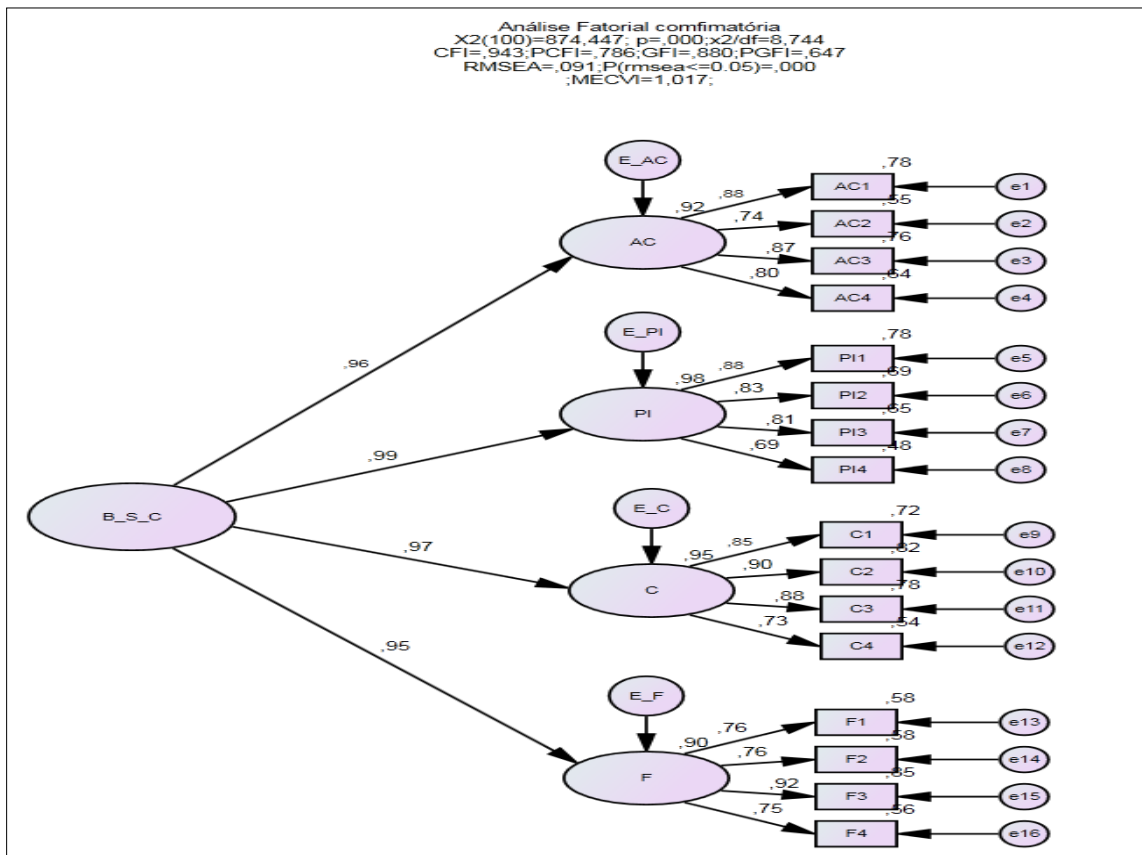 Análise Fatorial comfimatória
X2(100)=874,447; p=,000;x2/df=8,744
CFI=,943;PCFI=,786;GFI=,880;PGFI=,647
RMSEA=,091;P(rmsea<=0.05)=,000
;MECVI=1,017;
E_AC
,92
AC
,88
,74
,87
,80
,78
AC1
e1
,55
AC2
e2
,76
AC3
e3
,64
AC4
e4
,96
E_PI
,98
PI
,88
,83
,81
,69
,78
PI1
e5
,69
PI2
e6
,65
PI3
e7
,48
PI4
e8
,99
B_S_C
,97
E_C
,95
C
,85
,90
,88
,73
,72
C1
e9
,82
C2
e10
,78
C3
e11
,54
C4
e12
,95
E_F
,90
F
,76
,76
,92
,75
,58
F1
e13
,58
F2
e14
,85
F3
e15
,56
F4
e16